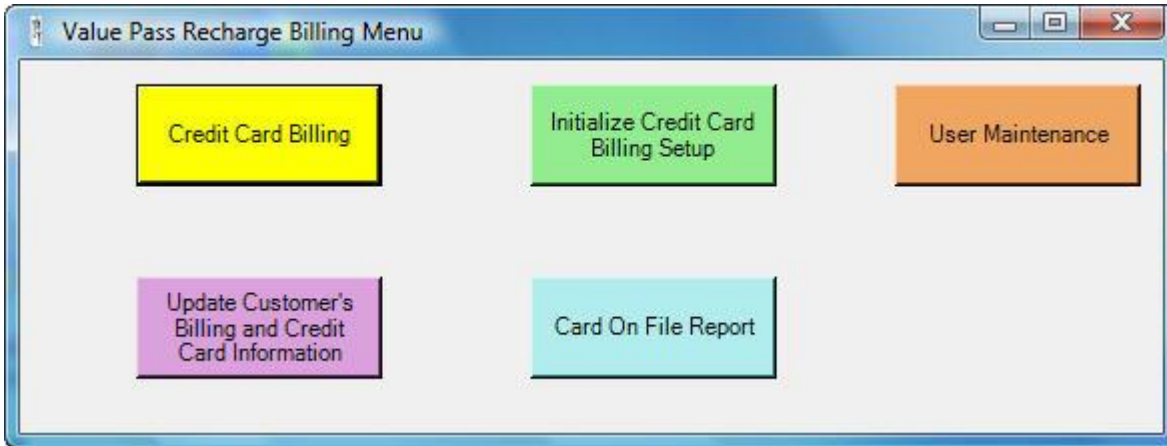 Value Pass Recharge Billing Menu
Credit Card Billing
Initialize Credit Card
Billing Setup
User Maintenance
Update Customer's
Billing and Credit
Card Information
Card On File Report